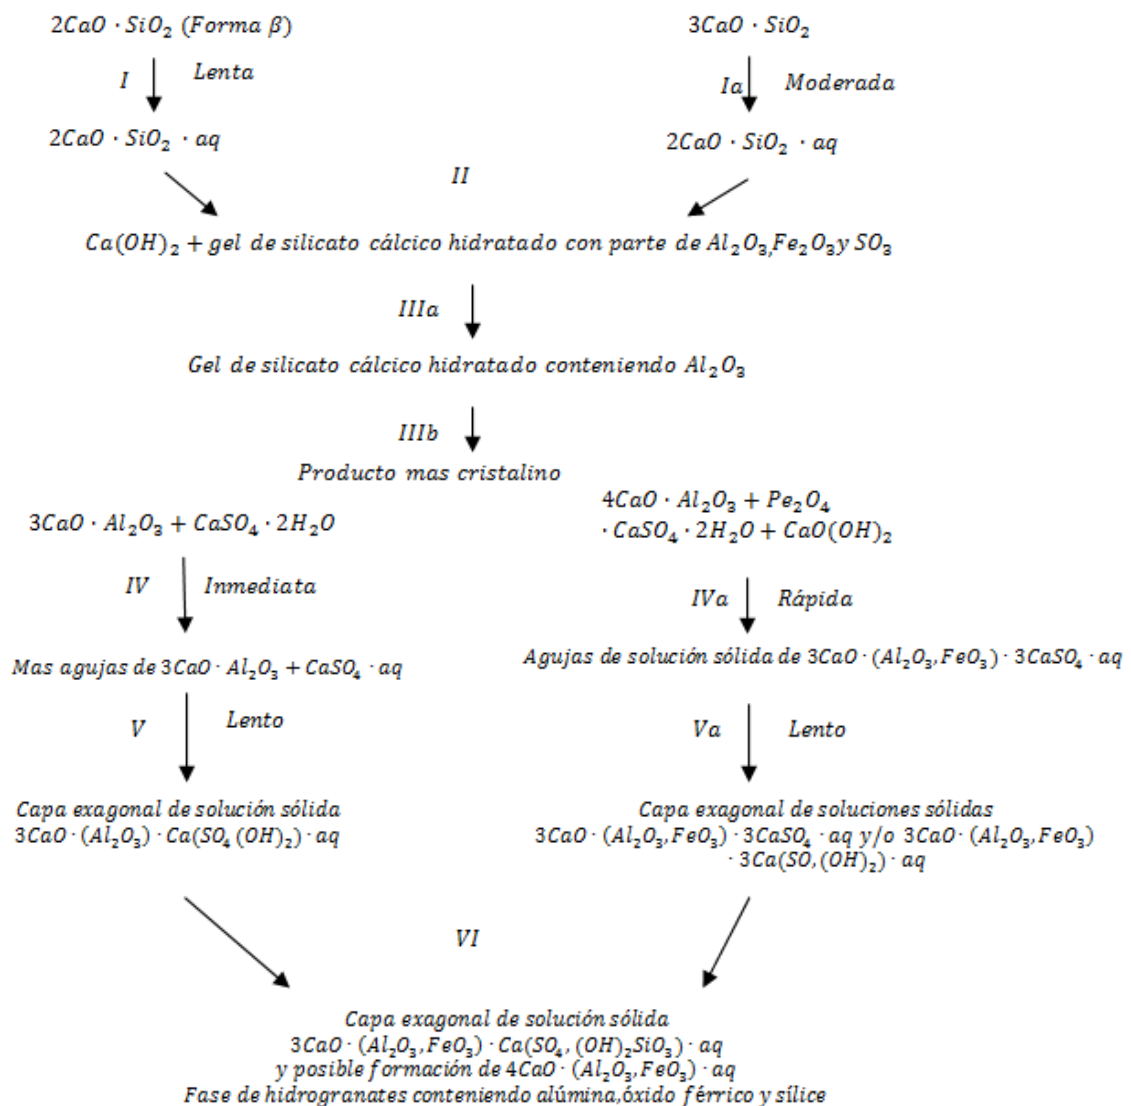 2CaO · SiO₂ (Forma β)
3CaO · SiO₂
I
Lenta
Ia
Moderada
2CaO · SiO₂ · aq
2CaO · SiO₂ · aq
II
Ca(OH)₂ + gel de silicato cálcico hidratado con parte de Al₂O₃,Fe₂O₃y SO₃
IIIa
Gel de silicato cálcico hidratado conteniendo Al₂O₃
IIIb
Producto mas cristalino
3CaO · Al₂O₃ + CaSO₄ · 2H₂O
4CaO · Al₂O₃ + Pe₂O₄
· CaSO₄ · 2H₂O + CaO(OH)₂
IV
Inmediata
IVa
Rápida
Mas agujas de 3CaO · Al₂O₃ + CaSO₄ · aq
Agujas de solución sólida de 3CaO · (Al₂O₃,FeO₃) · 3CaSO₄ · aq
V
Lento
Va
Lento
Capa exagonal de solución sólida
3CaO · (Al₂O₃) · Ca(SO₄(OH)₂) · aq
Capa exagonal de soluciones sólidas
3CaO · (Al₂O₃,FeO₃) · 3CaSO₄ · aq y/o 3CaO · (Al₂O₃,FeO₃)
· 3Ca(SO,(OH)₂) · aq
VI
Capa exagonal de solución sólida
3CaO · (Al₂O₃,FeO₃) · Ca(SO₄,(OH)₂SiO₃) · aq
y posible formación de 4CaO · (Al₂O₃,FeO₃) · aq
Fase de hidrogranates conteniendo alúmina,óxido férrico y sílice